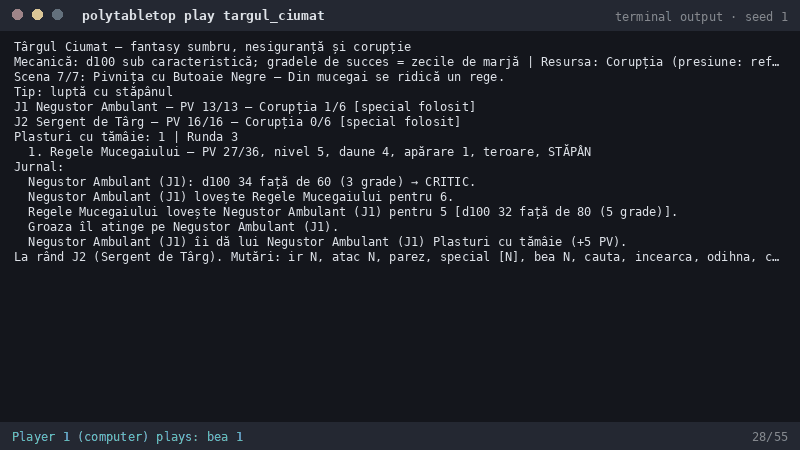 polytabletop play targul_ciumat
terminal output · seed 1
Târgul Ciumat — fantasy sumbru, nesiguranță și corupție
Mecanică: d100 sub caracteristică; gradele de succes = zecile de marjă | Resursa: Corupția (presiune: ref…
Scena 7/7: Pivnița cu Butoaie Negre — Din mucegai se ridică un rege.
Tip: luptă cu stăpânul
J1 Negustor Ambulant — PV 13/13 — Corupția 1/6 [special folosit]
J2 Sergent de Târg — PV 16/16 — Corupția 0/6 [special folosit]
Plasturi cu tămâie: 1 | Runda 3
1. Regele Mucegaiului — PV 27/36, nivel 5, daune 4, apărare 1, teroare, STĂPÂN
Jurnal:
Negustor Ambulant (J1): d100 34 față de 60 (3 grade) → CRITIC.
Negustor Ambulant (J1) lovește Regele Mucegaiului pentru 6.
Regele Mucegaiului lovește Negustor Ambulant (J1) pentru 5 [d100 32 față de 80 (5 grade)].
Groaza îl atinge pe Negustor Ambulant (J1).
Negustor Ambulant (J1) îi dă lui Negustor Ambulant (J1) Plasturi cu tămâie (+5 PV).
La rând J2 (Sergent de Târg). Mutări: ir N, atac N, parez, special [N], bea N, cauta, incearca, odihna, c…
Player 1 (computer) plays: bea 1
28/55